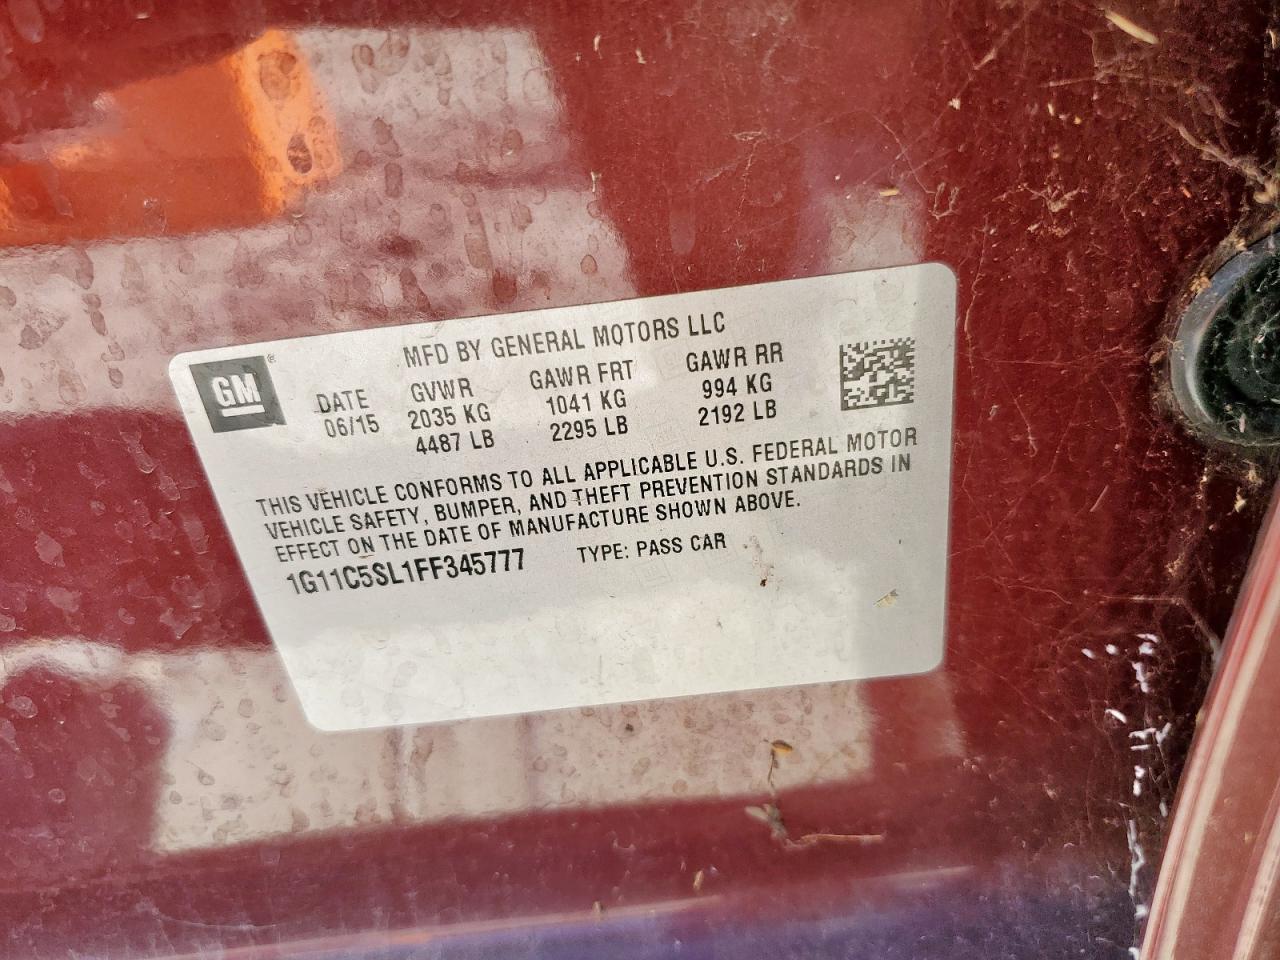 MFD BY GENERAL MOTORS LLC
GM®
DATE GVWR GAWR FRT GAWR RR
06/15 2035 KG 1041 KG 994 KG
4487 LB 2295 LB 2192 LB
THIS VEHICLE CONFORMS TO ALL APPLICABLE U.S. FEDERAL MOTOR
VEHICLE SAFETY, BUMPER, AND THEFT PREVENTION STANDARDS IN
EFFECT ON THE DATE OF MANUFACTURE SHOWN ABOVE.
1G11C5SL1FF345777 TYPE: PASS CAR